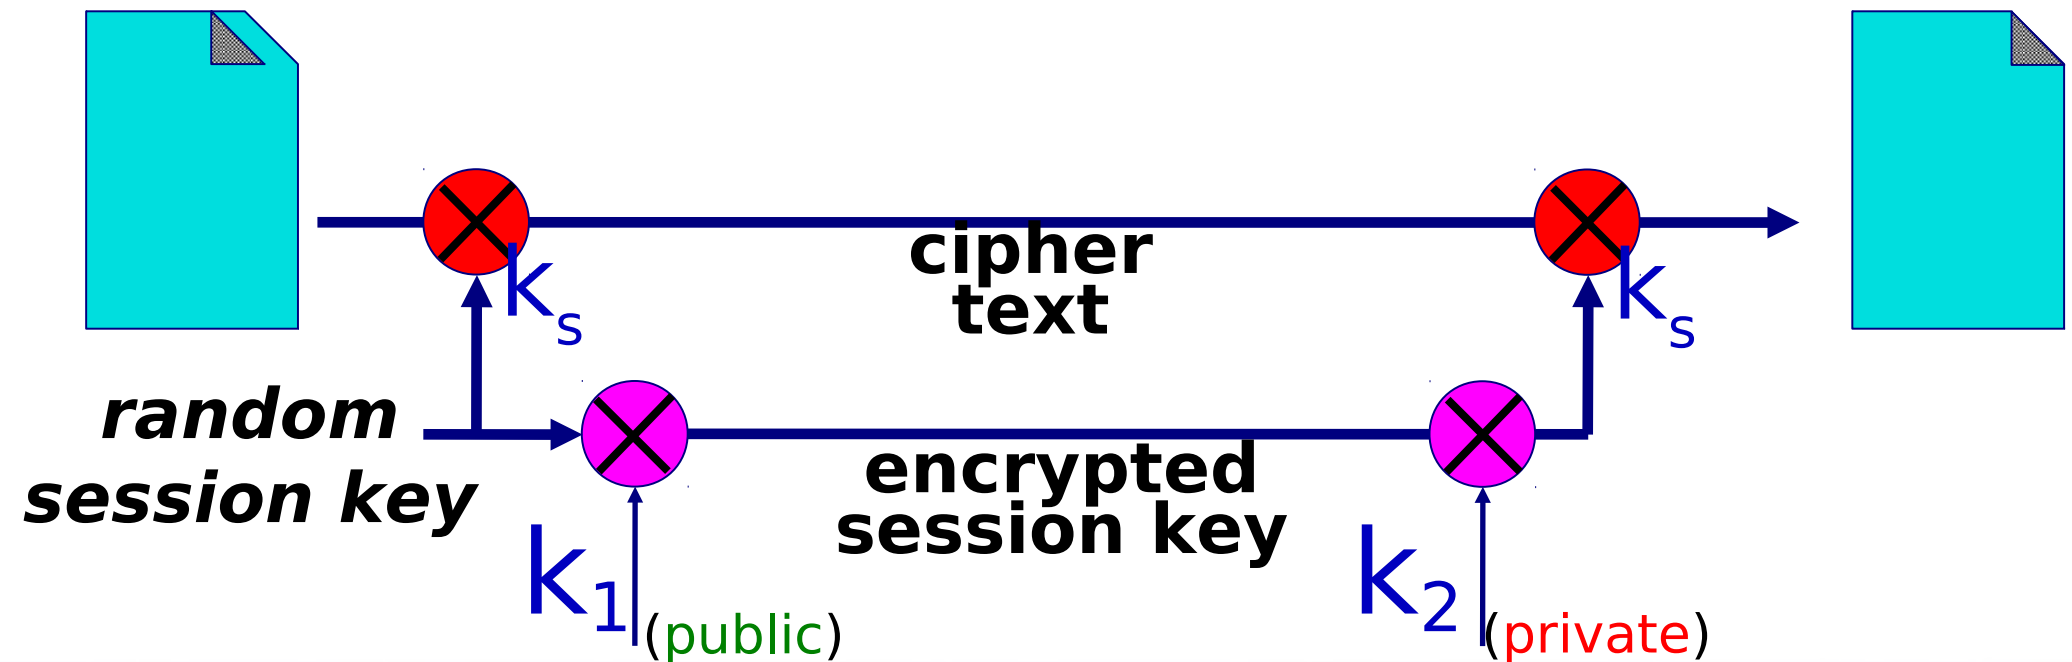 cipher
text
ks
ks
random
session key
encrypted
session key
k1
(public)
k2
(private)